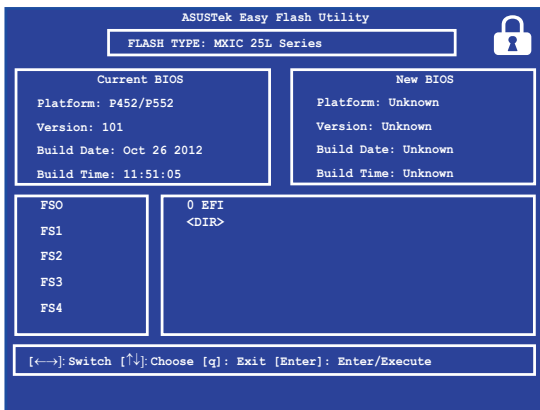 ASUSTek Easy Flash Utility
FLASH TYPE: MXIC 25L Series
Current BIOS
Platform: P452/P552
Version: 101
Build Date: Oct 26 2012
Build Time: 11:51:05
New BIOS
Platform: Unknown
Version: Unknown
Build Date: Unknown
Build Time: Unknown
FSO
FS1
FS2
FS3
FS4
0 EFI
<DIR>
[←→]: Switch [↑↓]: Choose [q]: Exit [Enter]: Enter/Execute